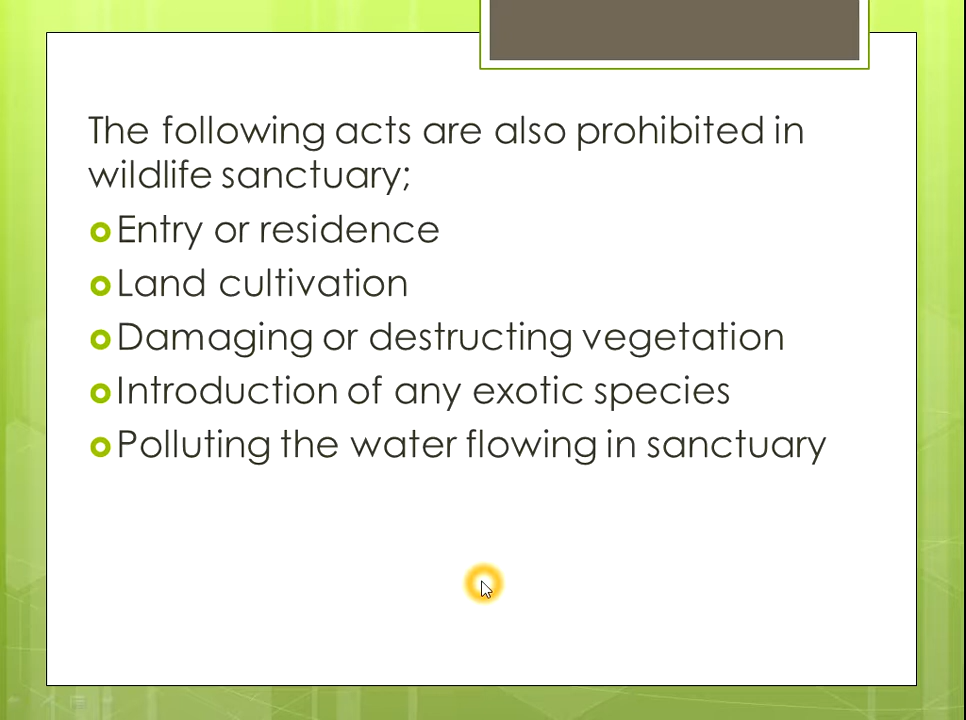 The following acts are also prohibited in
wildlife sanctuary;
Entry or residence
Land cultivation
Damaging or destructing vegetation
Introduction of any exotic species
Polluting the water flowing in sanctuary